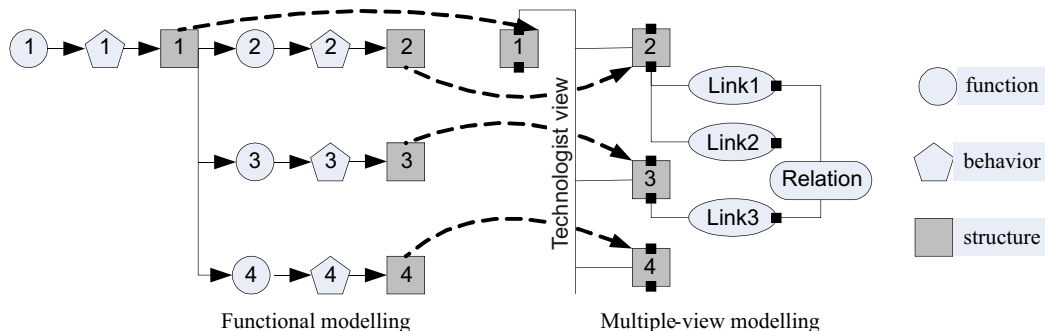 1 1 1 2 2 2 1 2
Link1
function
Link2
3 3 3 3
behavior
Relation
Link3
Technologist view
structure
4 4 4 4
Functional modelling
Multiple-view modelling